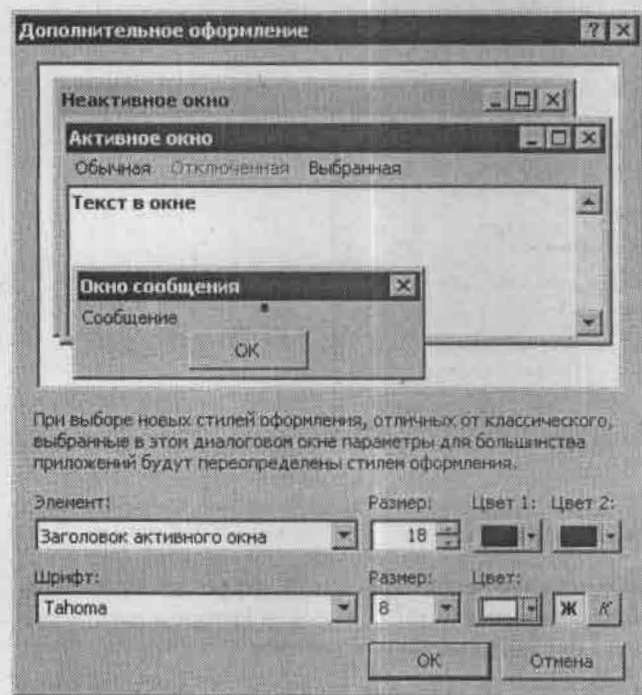 Дополнительное оформление
Неактивное окно
Активное окно
Обычная Отключенная Выбранная
Текст в окне
Окно сообщения
Сообщение
OK
При выборе новых стилей оформления, отличных от классического,
выбранные в этом диалоговом окне параметры для большинства
приложений будут переопределены стилем оформления.
Элемент: Размер: Цвет 1: Цвет 2:
Заголовок активного окна 18
Шрифт: Размер: Цвет:
Tahoma 8 Ж К
OK Отмена